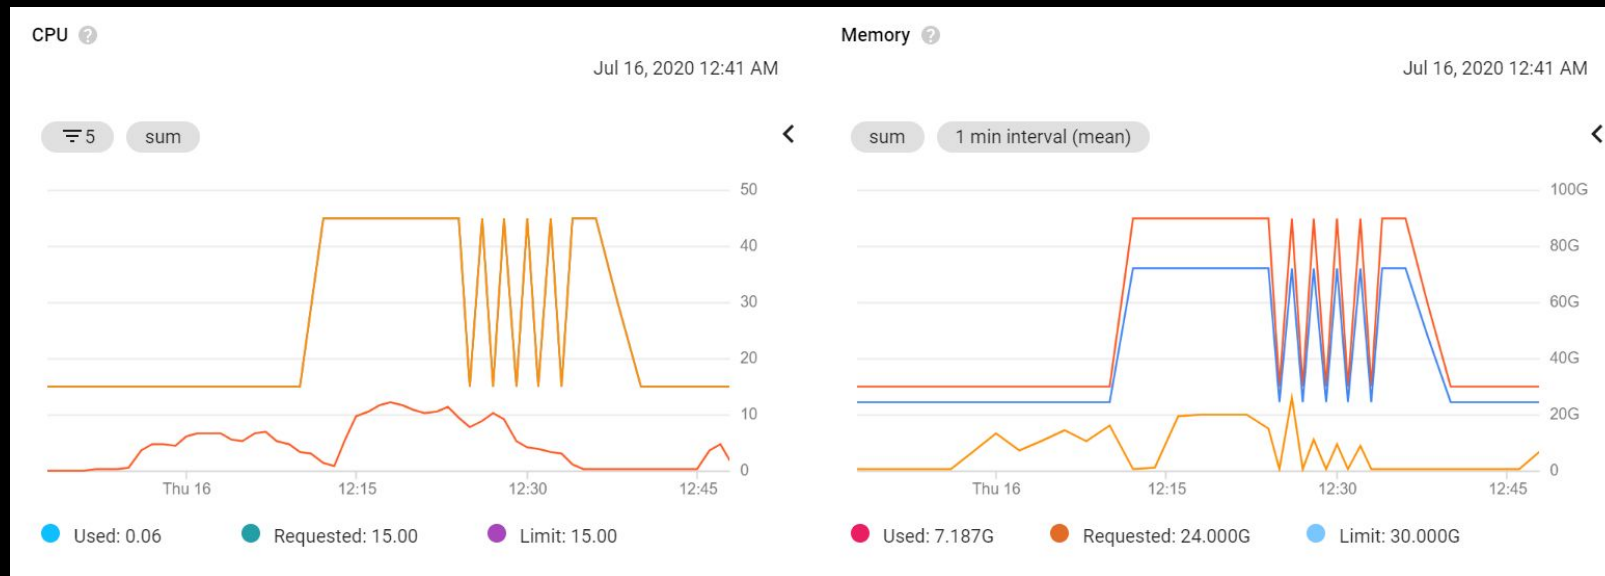 CPU
Jul 16, 2020 12:41 AM
5 sum
50
40
30
20
10
0
Thu 16 12:15 12:30 12:45
Used: 0.06 Requested: 15.00 Limit: 15.00
Memory
Jul 16, 2020 12:41 AM
sum 1 min interval (mean)
100G
80G
60G
40G
20G
0
Thu 16 12:15 12:30 12:45
Used: 7.187G Requested: 24.000G Limit: 30.000G